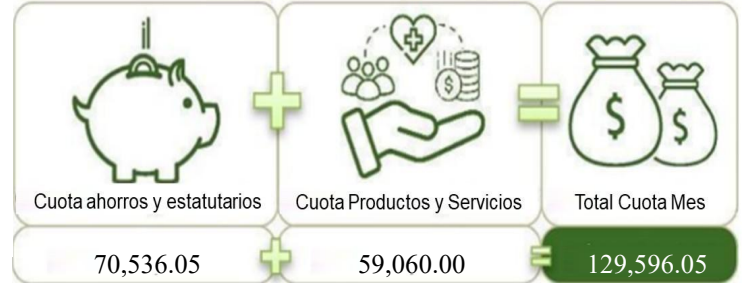 Cuota ahorros y estatutarios
Cuota Productos y Servicios
Total Cuota Mes
70,536.05
59,060.00
129,596.05